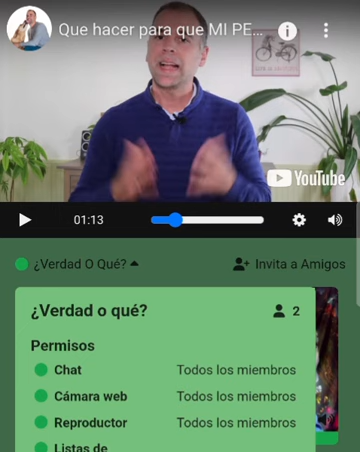 Que hacer para que MI PE...
YouTube
01:13
¿Verdad O Qué?
Invita a Amigos
¿Verdad o qué?
2
Permisos
Chat Todos los miembros
Cámara web Todos los miembros
Reproductor Todos los miembros
Listas de